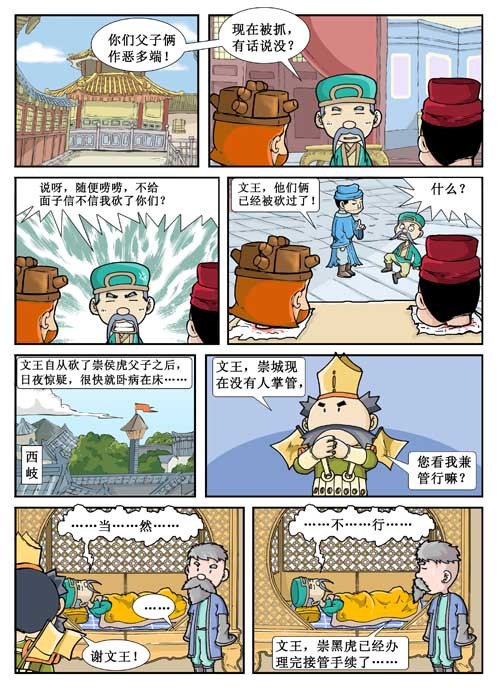 你们父子俩
作恶多端！
现在被抓，
有话说没？
说呀，随便唠唠，不给
面子信不信我砍了你们？
文王，他们俩
已经被砍过了！
什么？
文王自从砍了崇侯虎父子之后，
日夜惊疑，很快就卧病在床……
西岐
文王，崇城现
在没有人掌管，
您看我兼
管行嘛？
……当……然……
……
谢文王！
……不……行……
文王，崇黑虎已经办
理完接管手续了……